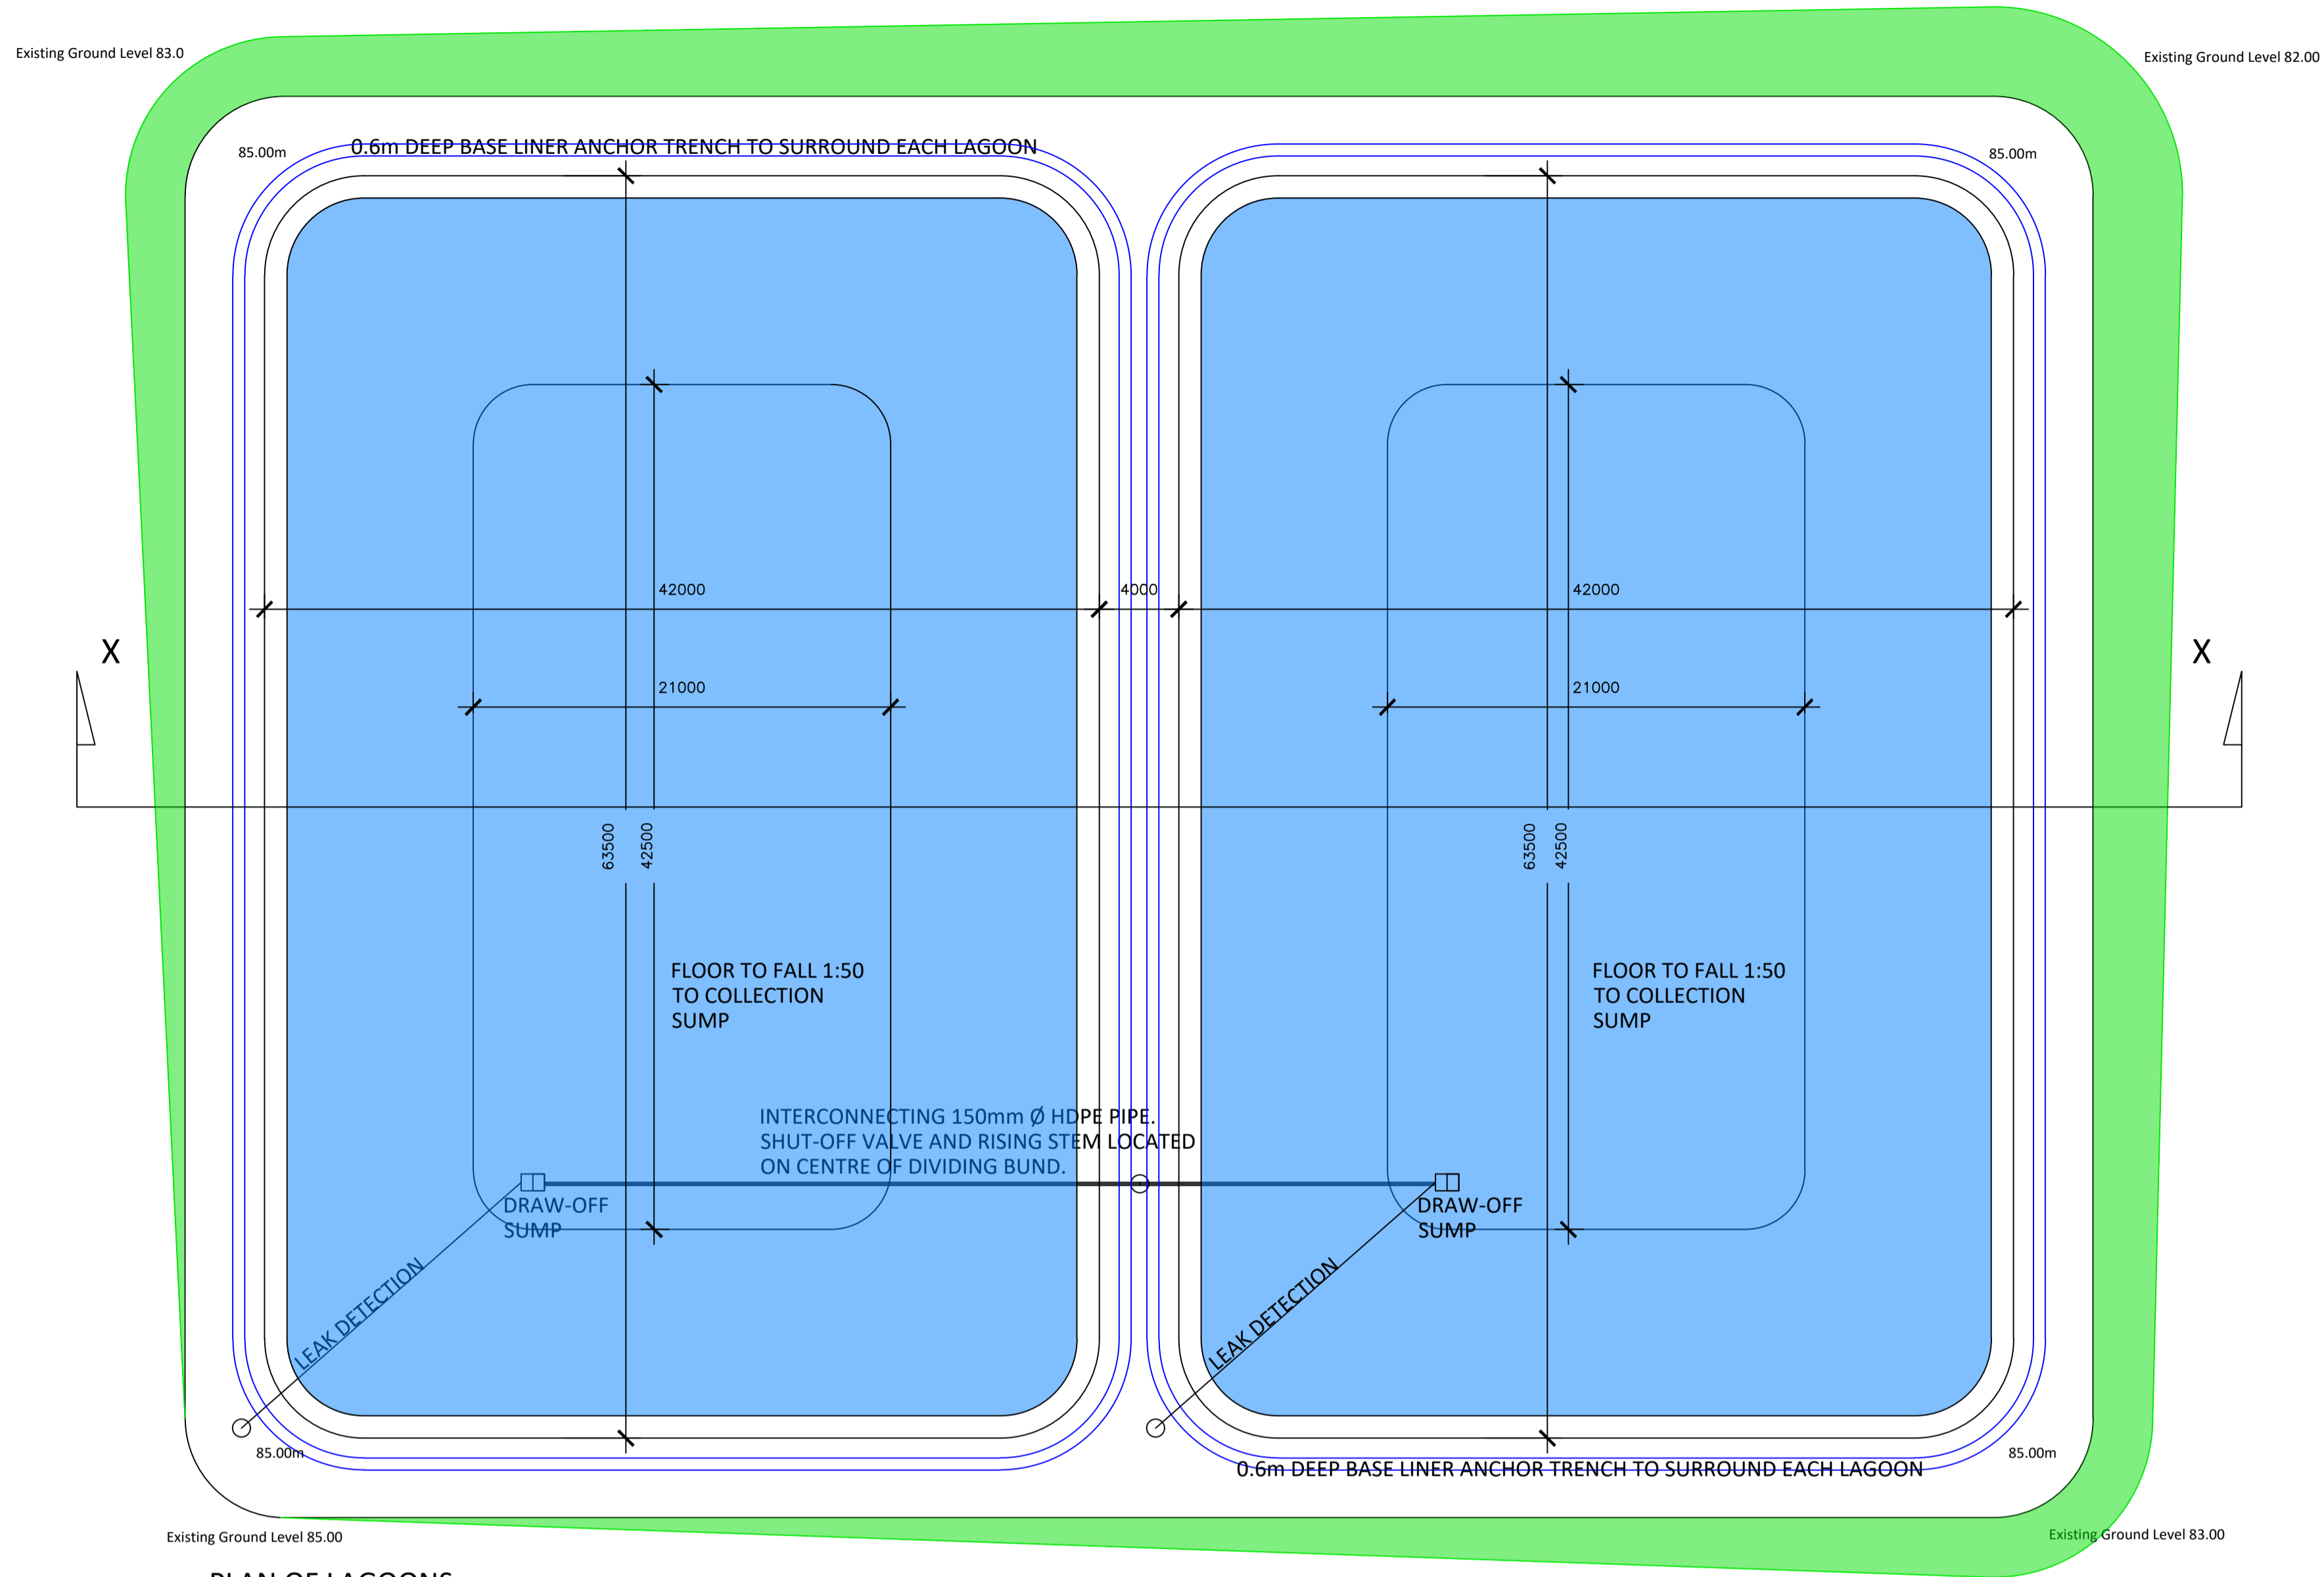 Existing Ground Level 83.0
Existing Ground Level 82.00
0.6m DEEP BASE LINER ANCHOR TRENCH TO SURROUND EACH LAGOON
85.00m
85.00m
42000
4000
42000
X
X
21000
21000
63500
42500
63500
42500
FLOOR TO FALL 1:50
TO COLLECTION
SUMP
FLOOR TO FALL 1:50
TO COLLECTION
SUMP
INTERCONNECTING 150mm Ø HDPE PIPE.
SHUT-OFF VALVE AND RISING STEM LOCATED
ON CENTRE OF DIVIDING BUND.
DRAW-OFF
SUMP
DRAW-OFF
SUMP
LEAK DETECTION
LEAK DETECTION
85.00m
85.00m
0.6m DEEP BASE LINER ANCHOR TRENCH TO SURROUND EACH LAGOON
Existing Ground Level 85.00
Existing Ground Level 83.00
PLAN OF LAGOONS